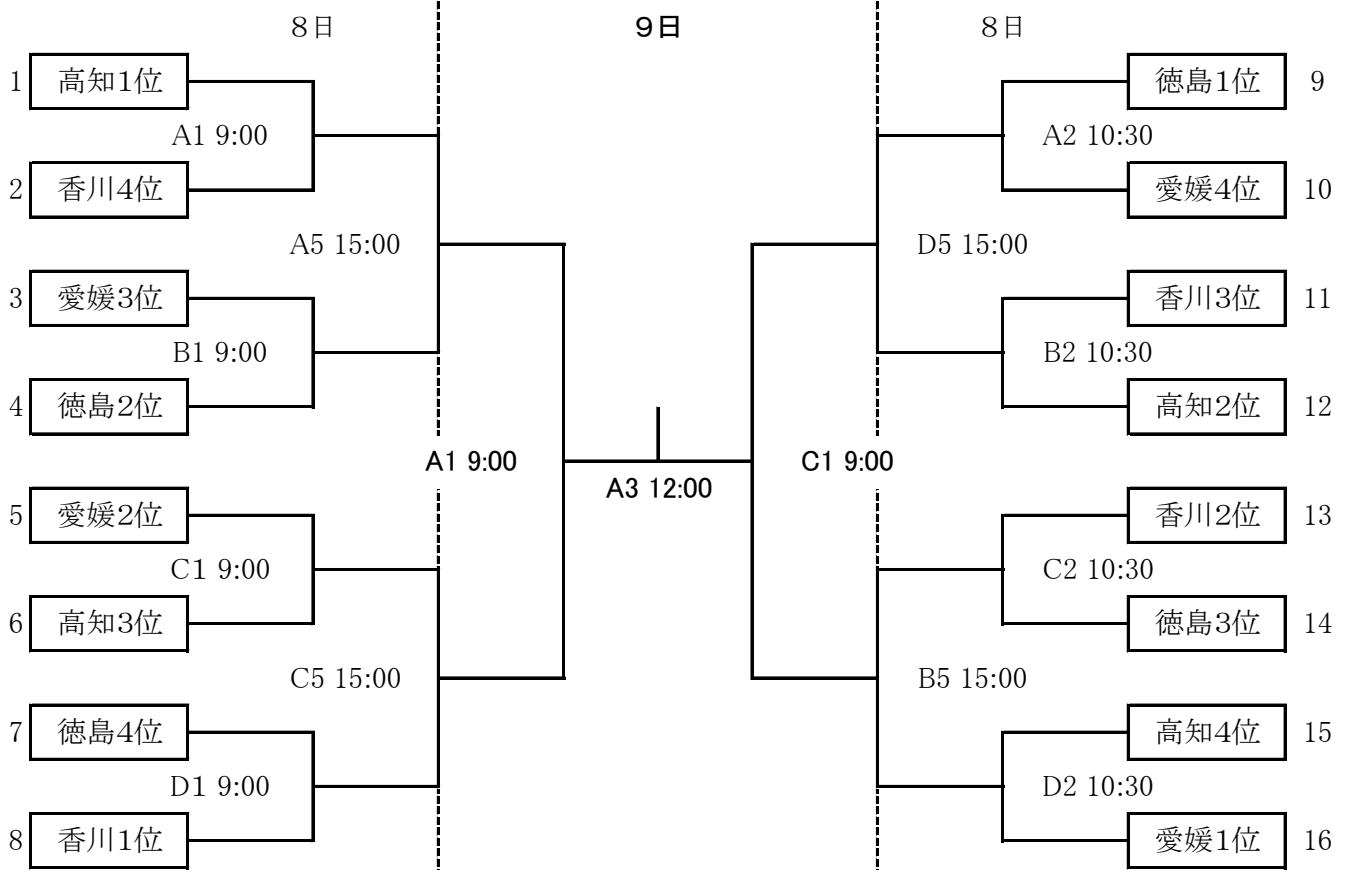 ８日
９日
８日
1 高知1位
徳島1位 9
A1 9:00
A2 10:30
2 香川4位
愛媛4位 10
A5 15:00
D5 15:00
3 愛媛3位
香川3位 11
B1 9:00
B2 10:30
4 徳島2位
高知2位 12
A1 9:00
C1 9:00
A3 12:00
5 愛媛2位
香川2位 13
C1 9:00
C2 10:30
6 高知3位
徳島3位 14
C5 15:00
B5 15:00
7 徳島4位
高知4位 15
D1 9:00
D2 10:30
8 香川1位
愛媛1位 16